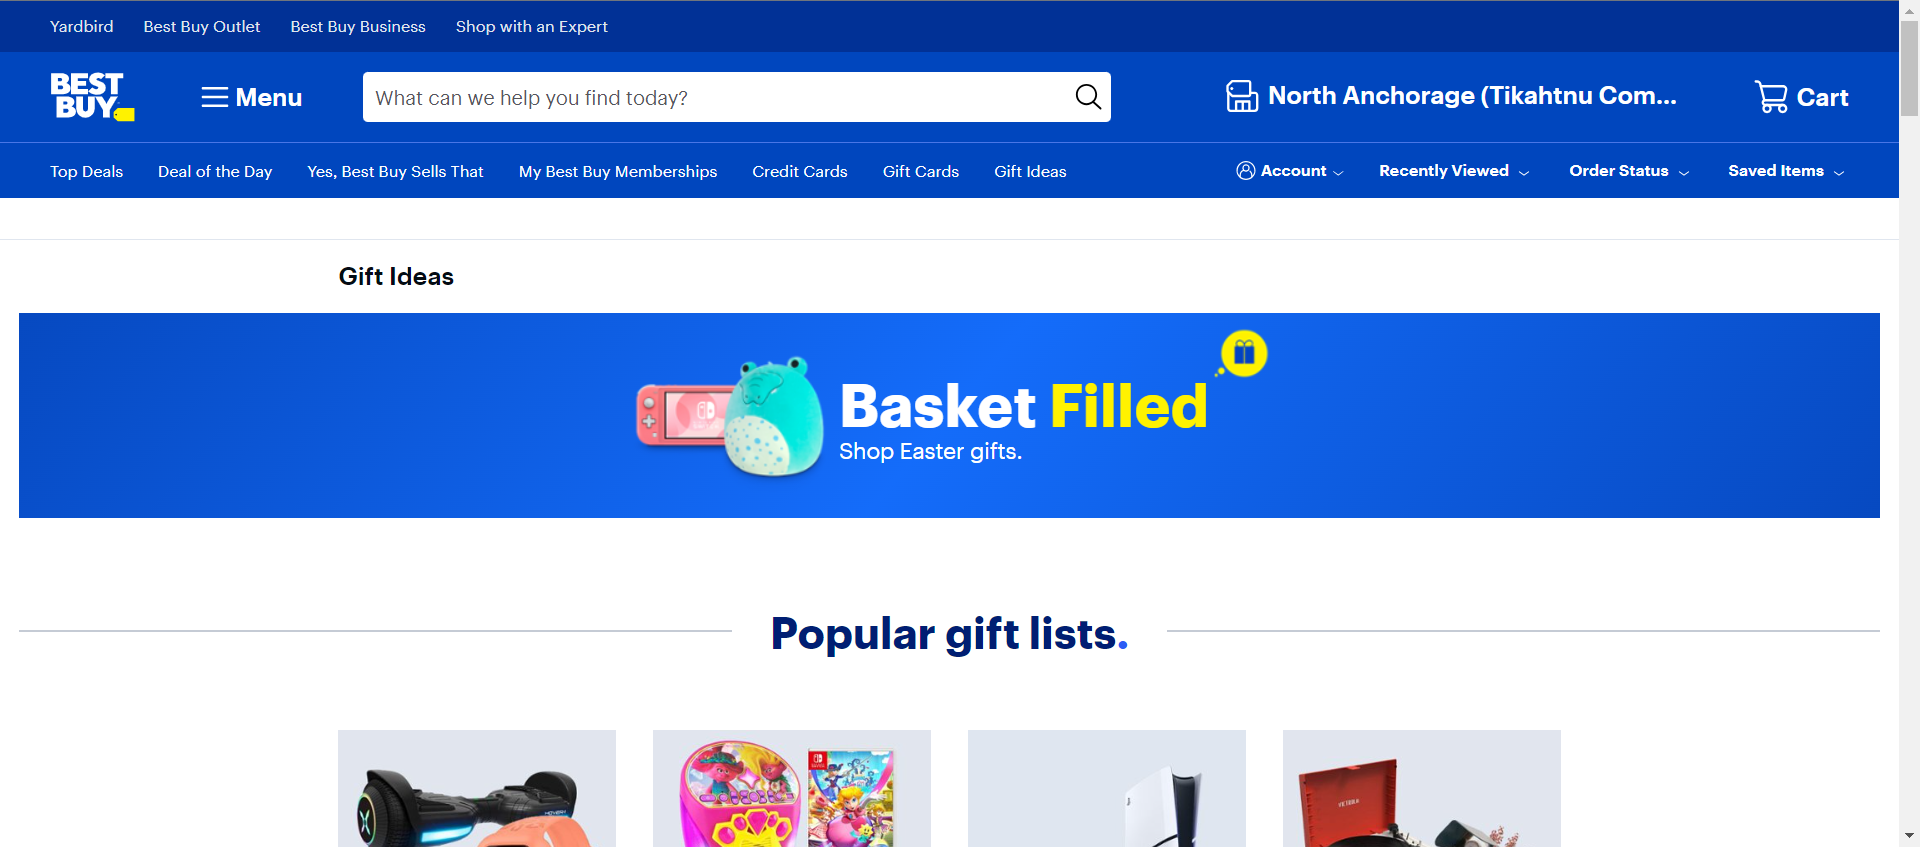 Yardbird Best Buy Outlet Best Buy Business Shop with an Expert
BEST
BUY
Menu
What can we help you find today?
North Anchorage (Tikahtnu Com...
Cart
Top Deals Deal of the Day Yes, Best Buy Sells That My Best Buy Memberships Credit Cards Gift Cards Gift Ideas Account Recently Viewed Order Status Saved Items
Gift Ideas
Basket Filled
Shop Easter gifts.
Popular gift lists.